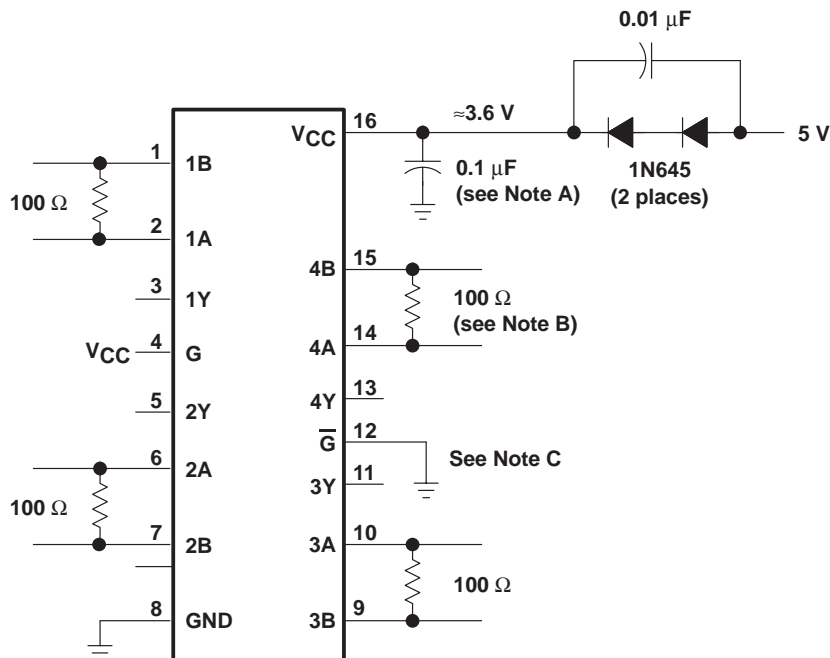 0.01 μF
≈3.6 V
5 V
1N645
(2 places)
0.1 μF
(see Note A)
VCC 16
1 1B
100 Ω
2 1A
3 1Y
VCC 4 G
5 2Y
6 2A
100 Ω
7 2B
8 GND
4B 15
100 Ω
(see Note B)
4A 14
4Y 13
G̅ 12
See Note C
3Y 11
3A 10
100 Ω
3B 9